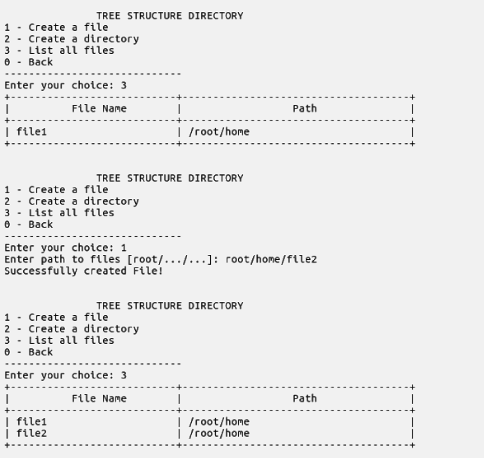 TREE STRUCTURE DIRECTORY
1 - Create a file
2 - Create a directory
3 - List all files
0 - Back
-----------------------------
Enter your choice: 3
+---------------------------+-------------------------------------+
|          File Name        |                  Path               |
+---------------------------+-------------------------------------+
| file1                     | /root/home                          |
+---------------------------+-------------------------------------+
TREE STRUCTURE DIRECTORY
1 - Create a file
2 - Create a directory
3 - List all files
0 - Back
-----------------------------
Enter your choice: 1
Enter path to files [root/.../...]: root/home/file2
Successfully created File!
TREE STRUCTURE DIRECTORY
1 - Create a file
2 - Create a directory
3 - List all files
0 - Back
-----------------------------
Enter your choice: 3
+---------------------------+-------------------------------------+
|          File Name        |                  Path               |
+---------------------------+-------------------------------------+
| file1                     | /root/home                          |
| file2                     | /root/home                          |
+---------------------------+-------------------------------------+